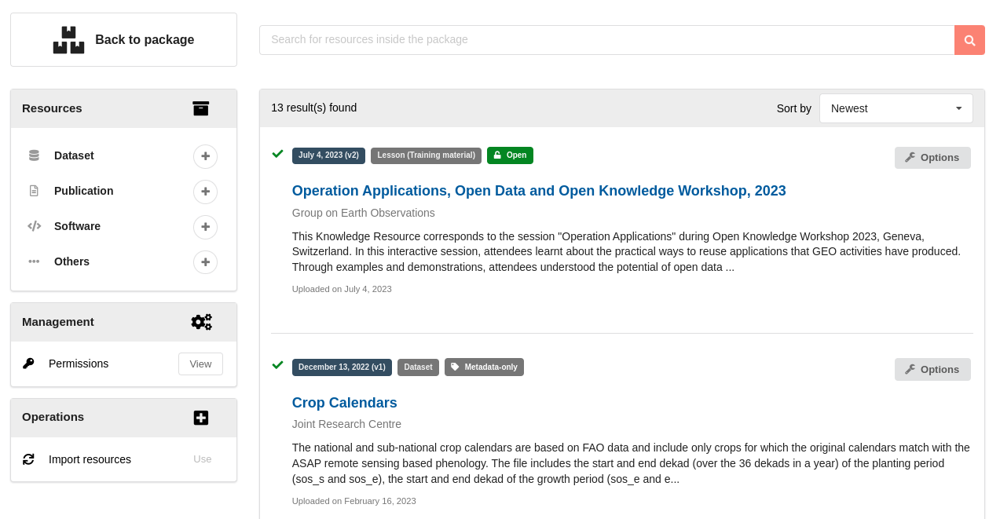 Back to package
Search for resources inside the package
Resources
Dataset
Publication
Software
Others
Management
Permissions
View
Operations
Import resources
Use
13 result(s) found
Sort by
Newest
July 4, 2023 (v2)
Lesson (Training material)
Open
Options
Operation Applications, Open Data and Open Knowledge Workshop, 2023
Group on Earth Observations
This Knowledge Resource corresponds to the session "Operation Applications" during Open Knowledge Workshop 2023, Geneva,
Switzerland. In this interactive session, attendees learnt about the practical ways to reuse applications that GEO activities have produced.
Through examples and demonstrations, attendees understood the potential of open data ...
Uploaded on July 4, 2023
December 13, 2022 (v1)
Dataset
Metadata-only
Options
Crop Calendars
Joint Research Centre
The national and sub-national crop calendars are based on FAO data and include only crops for which the original calendars match with the
ASAP remote sensing based phenology. The file includes the start and end dekad (over the 36 dekads in a year) of the planting period
(sos_s and sos_e), the start and end dekad of the growth period (sos_e and e...
Uploaded on February 16, 2023